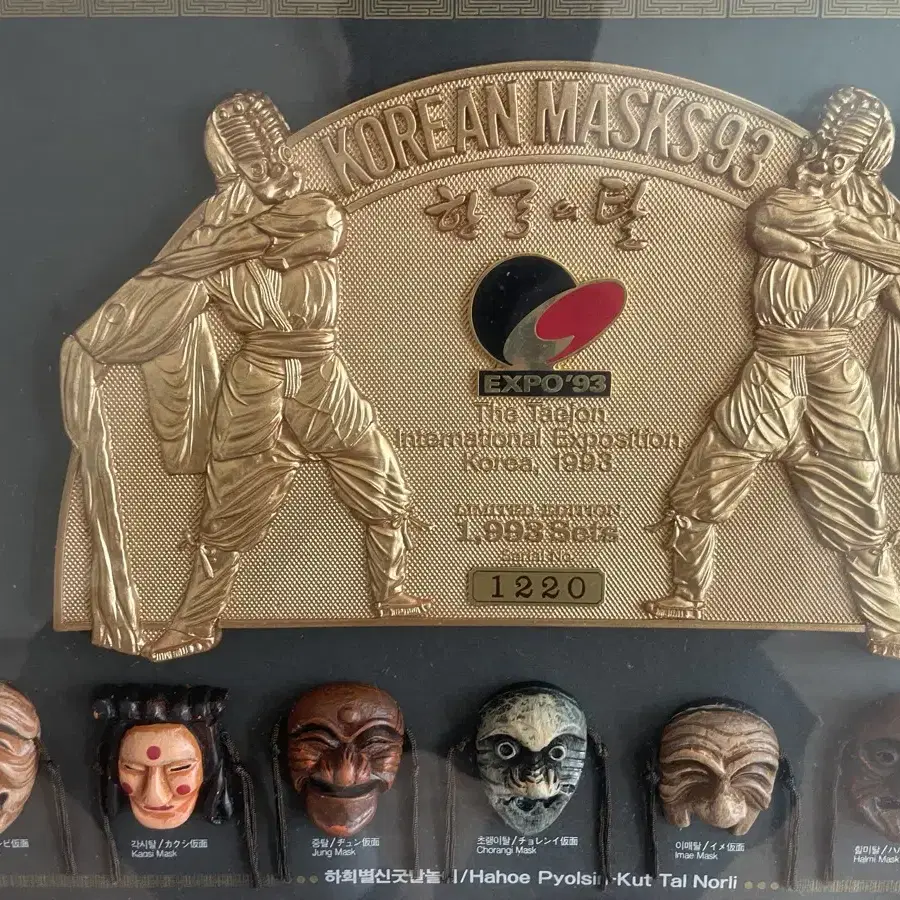 KOREAN MASKS 93
한국의 탈
EXPO'93
The Taejon
International Exposition
Korea, 1993
LIMITED EDITION
1,993 Sets
Serial No.
1220
각시탈/カクシ仮面
Kaosi Mask
중탈/ヂュン仮面
Jung Mask
초랭이탈/チョレンイ仮面
Chorangi Mask
이매탈/イメ仮面
Imae Mask
할미탈/ハ
Halmi Mask
하회별신굿탈놀이/Hahoe Pyolsin-Kut Tal Norli